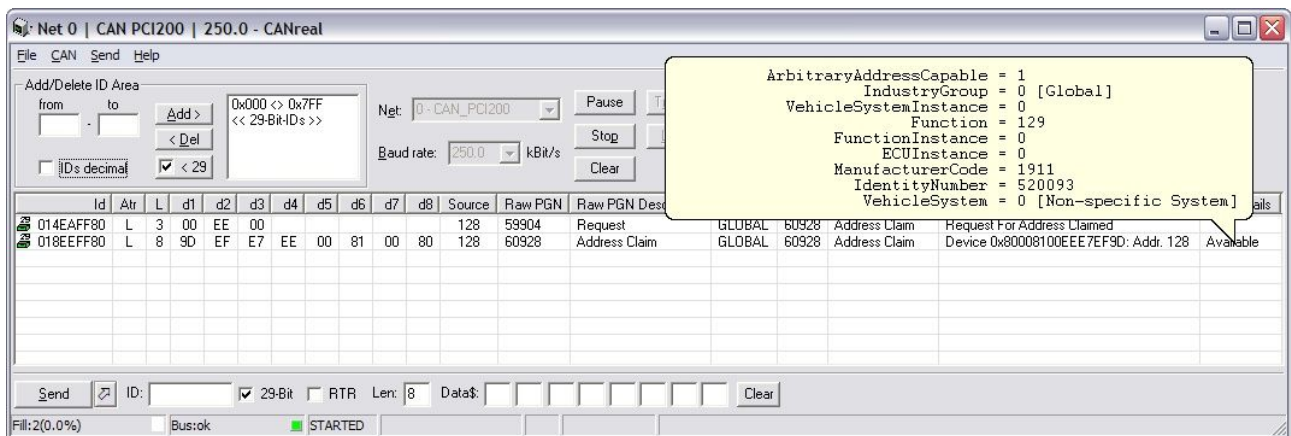 Net 0 | CAN PCI200 | 250.0 - CANreal
File CAN Send Help
Add/Delete ID Area
from to
-
Add >
< Del
IDs decimal
< 29
0x000 <> 0x7FF
<< 29-Bit-IDs >>
Net: 0 - CAN_PCI200
Baud rate: 250.0 kBit/s
Pause
Stop
Clear
ArbitraryAddressCapable = 1
IndustryGroup = 0 [Global]
VehicleSystemInstance = 0
Function = 129
FunctionInstance = 0
ECUInstance = 0
ManufacturerCode = 1911
IdentityNumber = 520093
VehicleSystem = 0 [Non-specific System]
Id Atr L d1 d2 d3 d4 d5 d6 d7 d8 Source Raw PGN Raw PGN Desc ails
014EAFF80 L 3 00 EE 00 128 59904 Request GLOBAL 60928 Address Claim Request For Address Claimed
018EEFF80 L 8 9D EF E7 EE 00 81 00 80 128 60928 Address Claim GLOBAL 60928 Address Claim Device 0x80008100EEE7EF9D: Addr. 128 Available
Send ID: 29-Bit RTR Len: 8 Data$: Clear
Fill:2(0.0%) Bus:ok STARTED